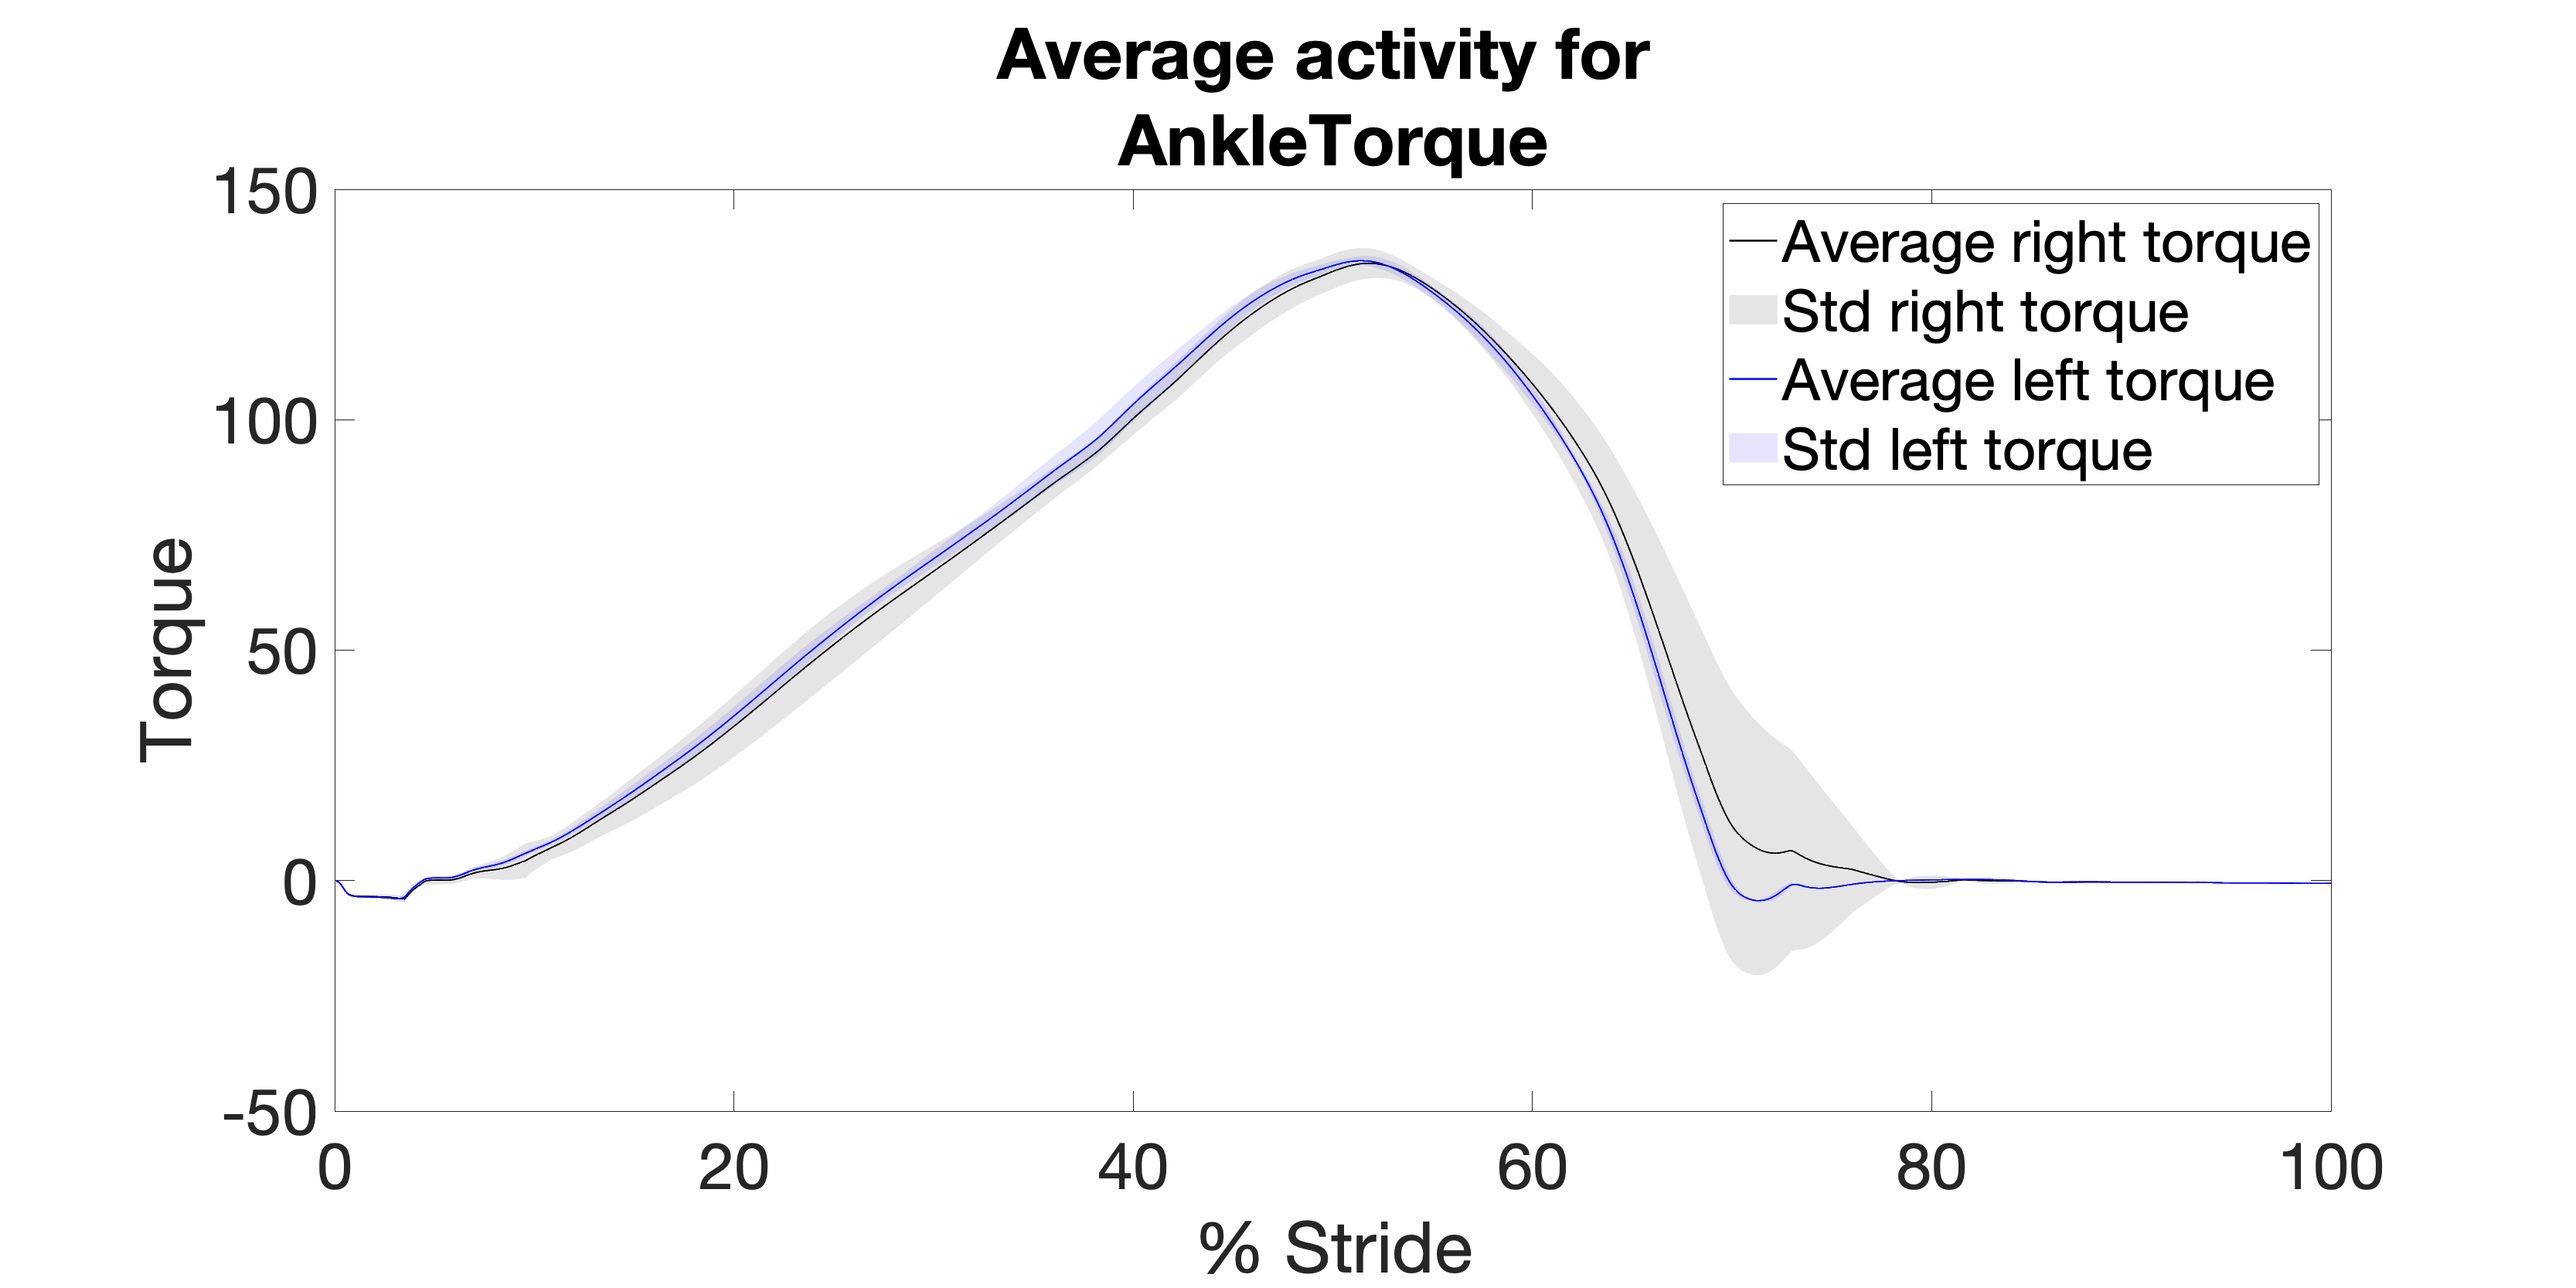 Average activity for
AnkleTorque
150
100
50
0
-50
Torque
Average right torque
Std right torque
Average left torque
Std left torque
0 20 40 60 80 100
% Stride